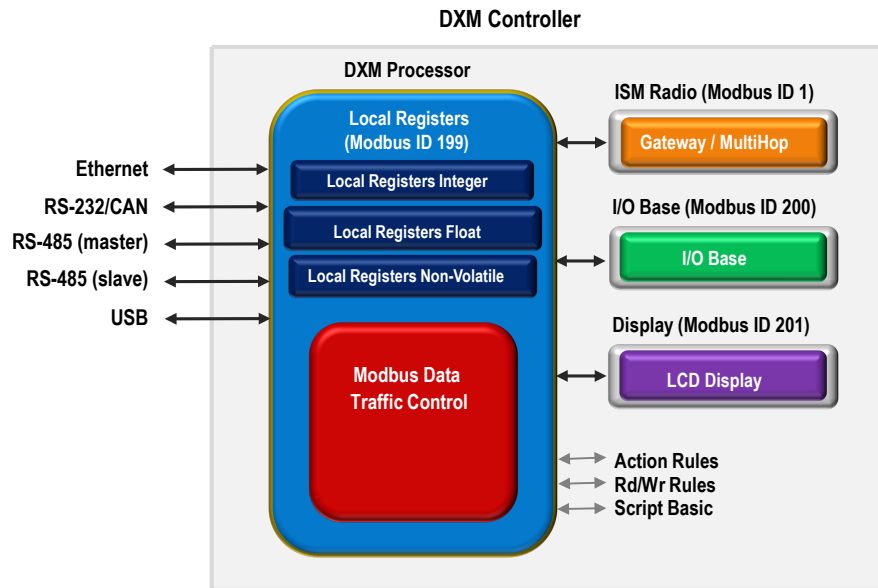 DXM Controller
DXM Processor
Local Registers
(Modbus ID 199)
Local Registers Integer
Local Registers Float
Local Registers Non-Volatile
Modbus Data
Traffic Control
Ethernet
RS-232/CAN
RS-485 (master)
RS-485 (slave)
USB
ISM Radio (Modbus ID 1)
Gateway / MultiHop
I/O Base (Modbus ID 200)
I/O Base
Display (Modbus ID 201)
LCD Display
Action Rules
Rd/Wr Rules
Script Basic